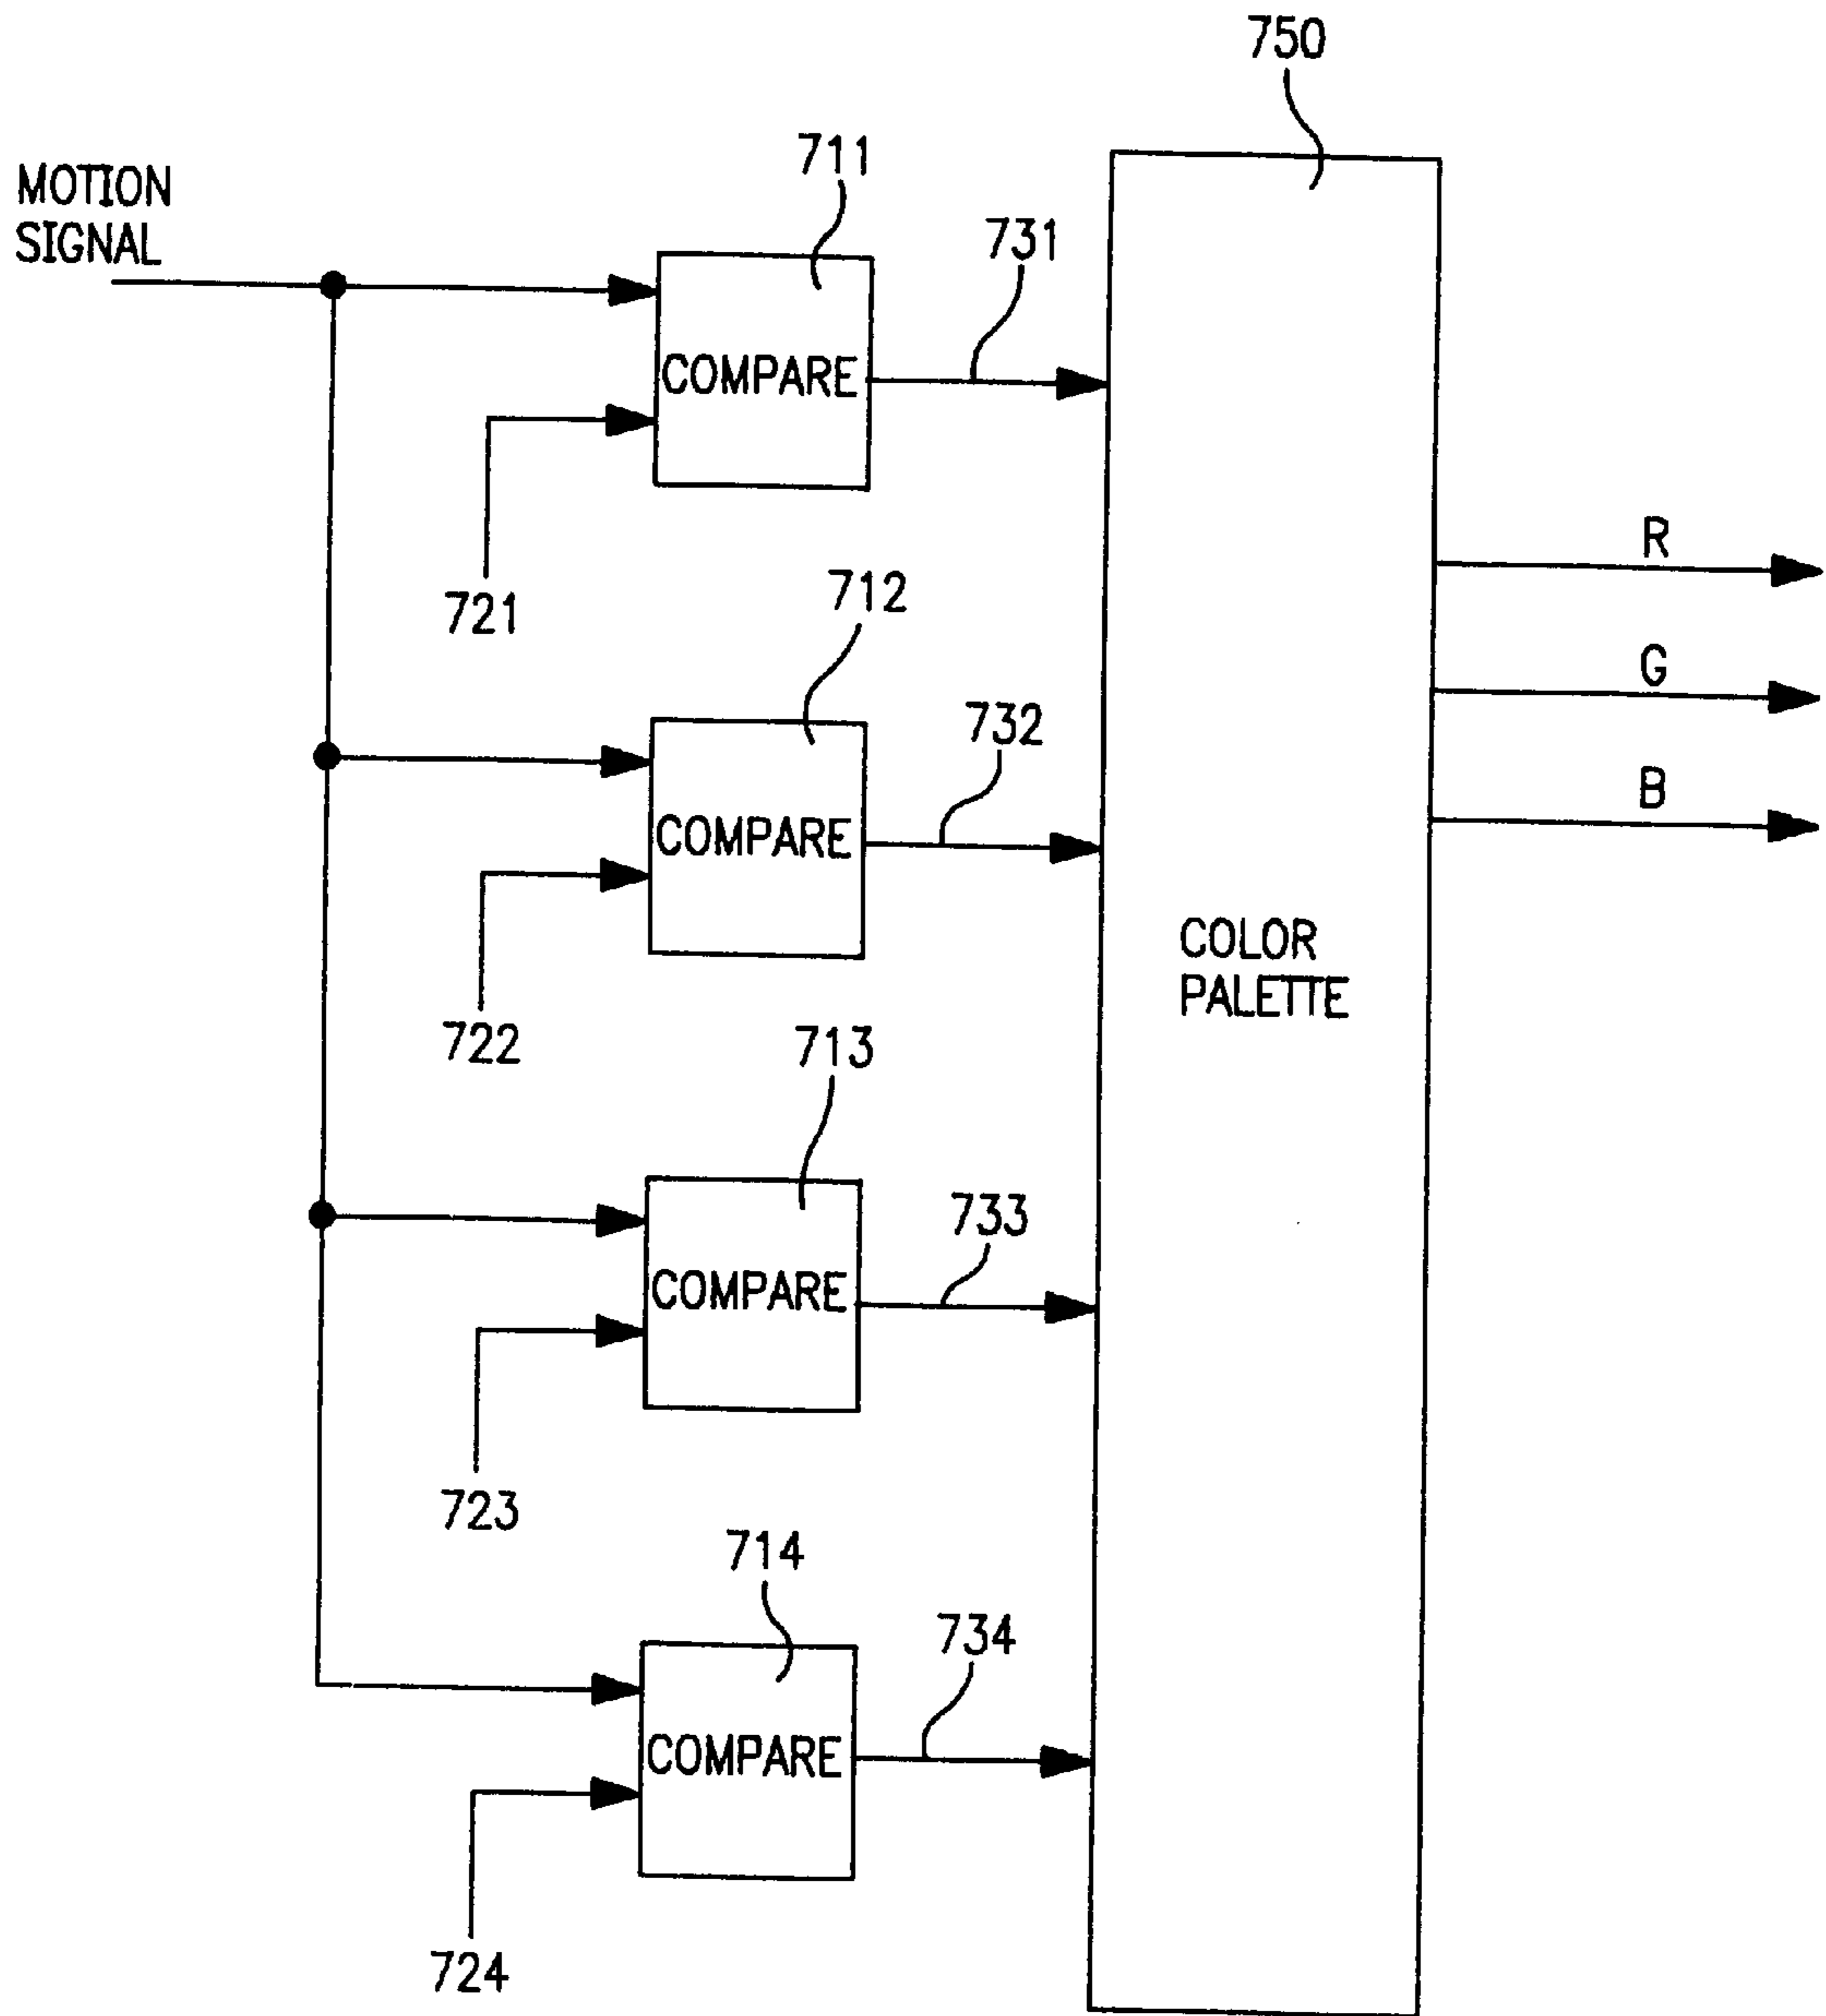 750
711
MOTION
SIGNAL
731
COMPARE
R
721
712
G
732
B
COMPARE
COLOR
PALETTE
722
713
733
COMPARE
723
714
734
COMPARE
724